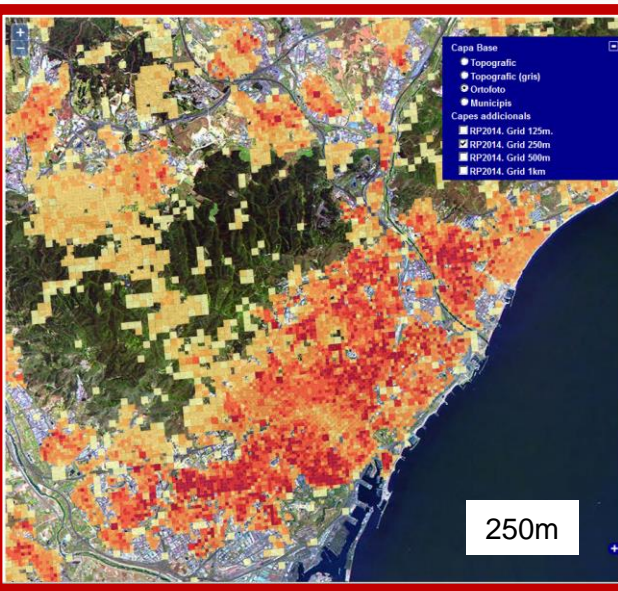 +
−
Capa Base
Topografic
Topografic (gris)
Ortofoto
Municipis
Capes addicionals
RP2014. Grid 125m.
RP2014. Grid 250m
RP2014. Grid 500m
RP2014. Grid 1km
250m
+